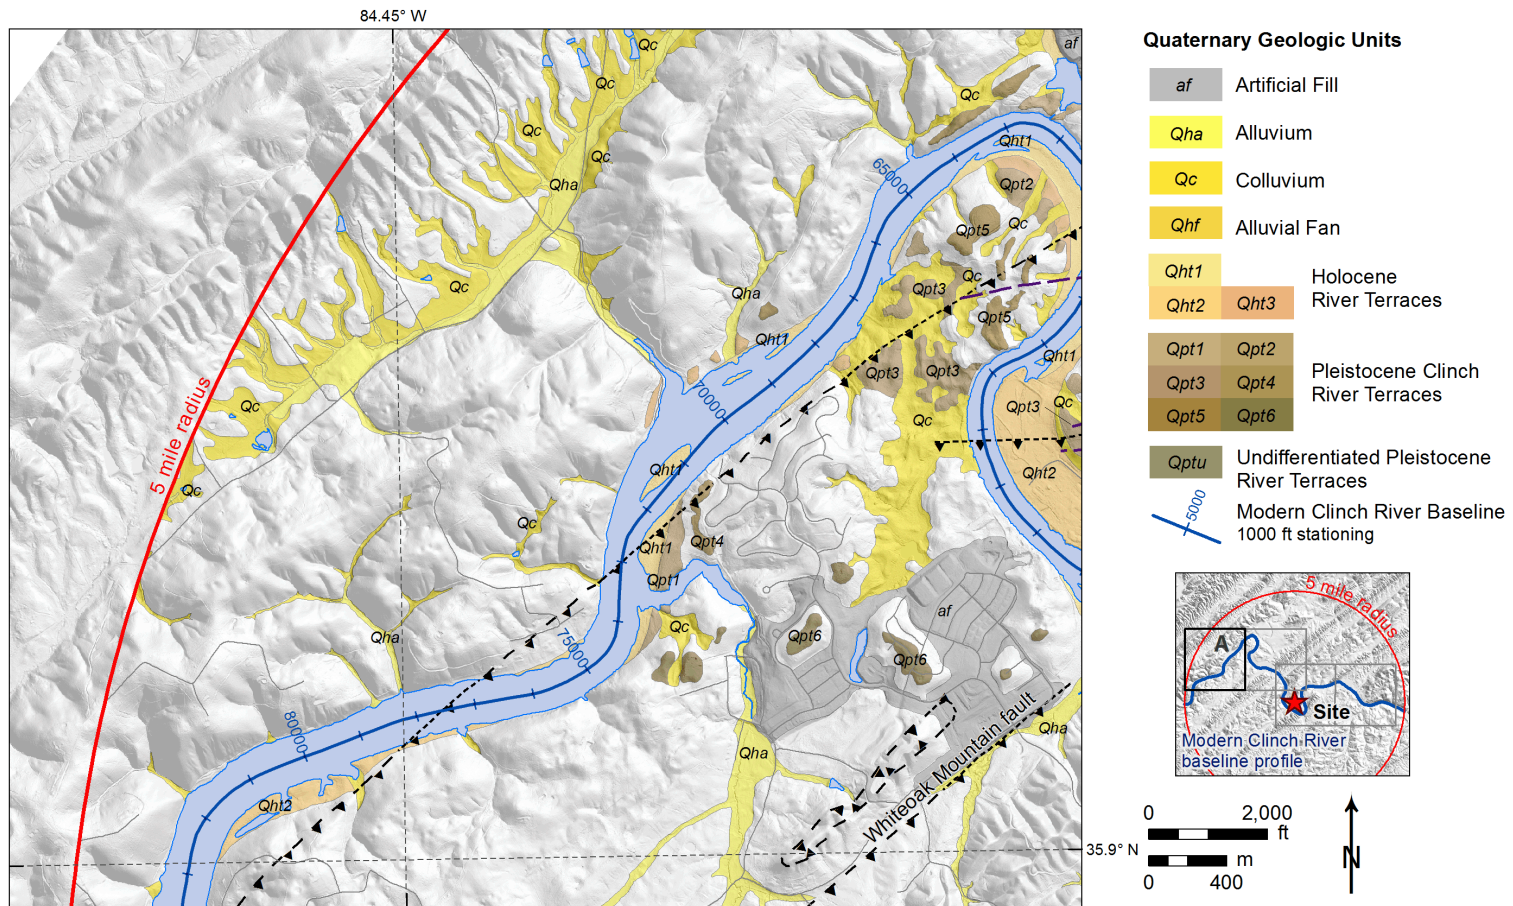 84.45° W
Qc
af
Qc
Qc
Qc
Qc
Qht1
65000
Qha
Qpt2
Qc
Qpt5
Qc
Qpt3
Qha
Qc
Qpt5
Qht1
Qht1
Qpt3
Qpt3
5 mile radius
70000
Qc
Qpt3
Qc
Qc
Qht1
Qht2
Qc
Qc
Qht1
Qpt4
Qpt1
af
Qc
Qha
Qpt6
75000
Qpt6
80000
Qha
Qha
Whiteoak Mountain fault
Qht2
35.9° N
Quaternary Geologic Units
af Artificial Fill
Qha Alluvium
Qc Colluvium
Qhf Alluvial Fan
Qht1
Qht2 Qht3
Holocene
River Terraces
Qpt1 Qpt2
Qpt3 Qpt4
Qpt5 Qpt6
Pleistocene Clinch
River Terraces
Qptu Undifferentiated Pleistocene
River Terraces
5000
Modern Clinch River Baseline
1000 ft stationing
5 mile radius
A
Site
Modern Clinch River
baseline profile
0 2,000
ft
m
0 400
N